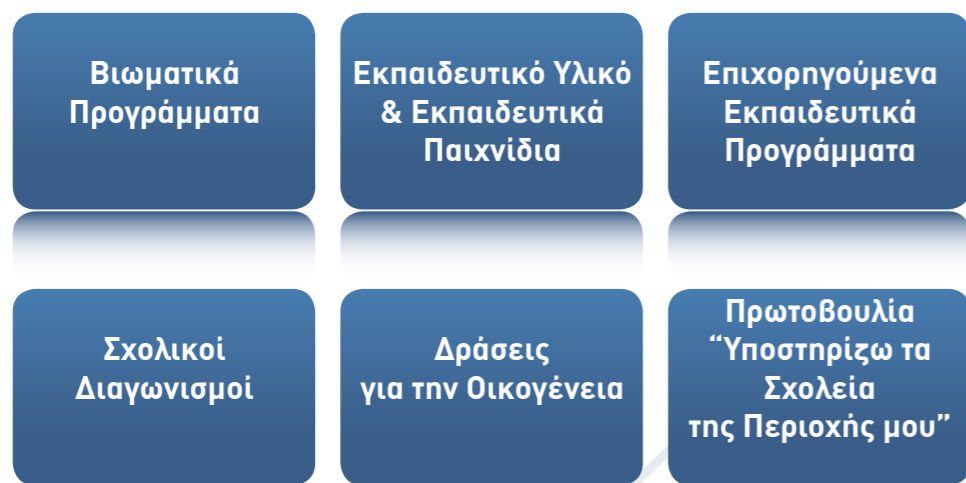 Βιωματικά
Προγράμματα
Εκπαιδευτικό Υλικό
& Εκπαιδευτικά
Παιχνίδια
Επιχορηγούμενα
Εκπαιδευτικά
Προγράμματα
Σχολικοί
Διαγωνισμοί
Δράσεις
για την Οικογένεια
Πρωτοβουλία
“Υποστηρίζω τα
Σχολεία
της Περιοχής μου”